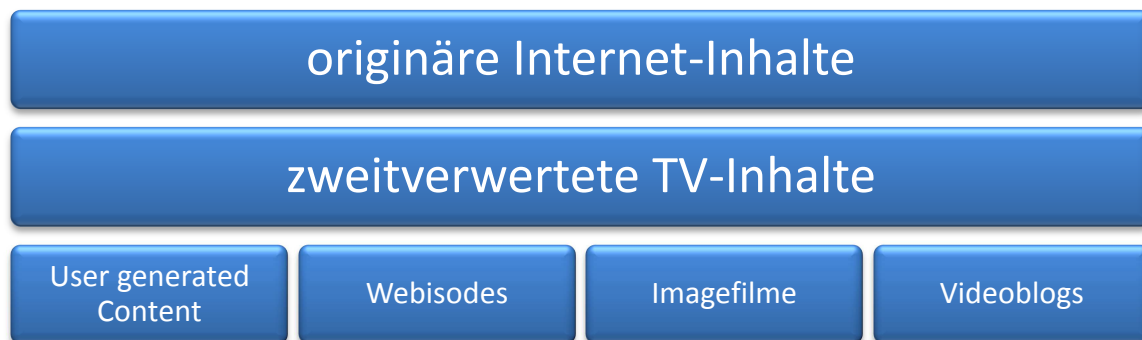 originäre Internet-Inhalte
zweitverwertete TV-Inhalte
User generated
Content
Webisodes
Imagefilme
Videoblogs